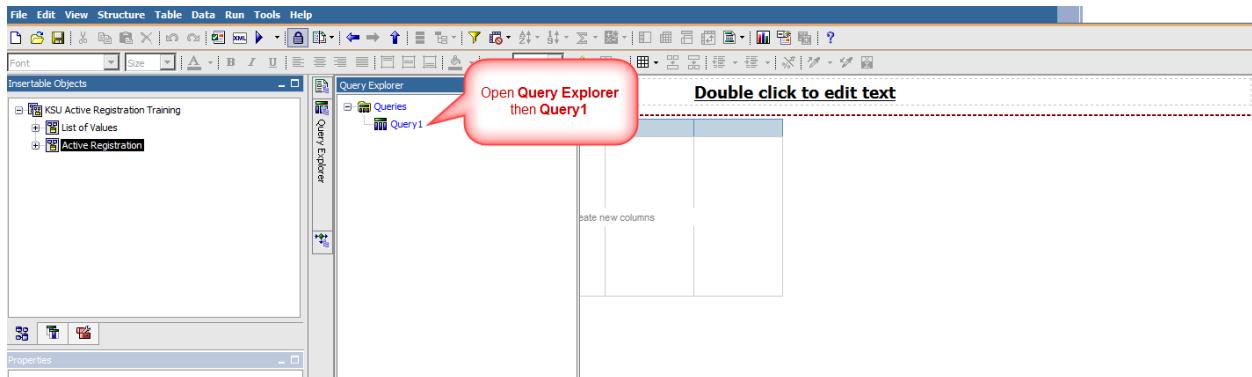 File Edit View Structure Table Data Run Tools Help
Font Size A B I U
Insertable Objects
KSU Active Registration Training
List of Values
Active Registration
Properties
Query Explorer
Query Explorer
Queries
Query1
Open Query Explorer
then Query1
Double click to edit text
eate new columns